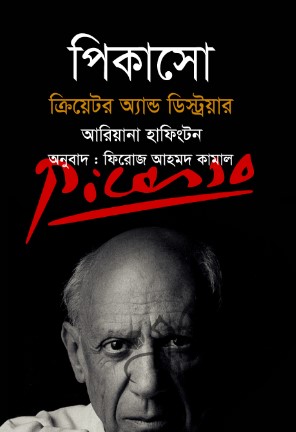 পিকাসো
ক্রিয়েটর অ্যান্ড ডিস্ট্রয়ার
আরিয়ানা হাফিংটন
অনুবাদ : ফিরোজ আহমদ কামাল
Picasso